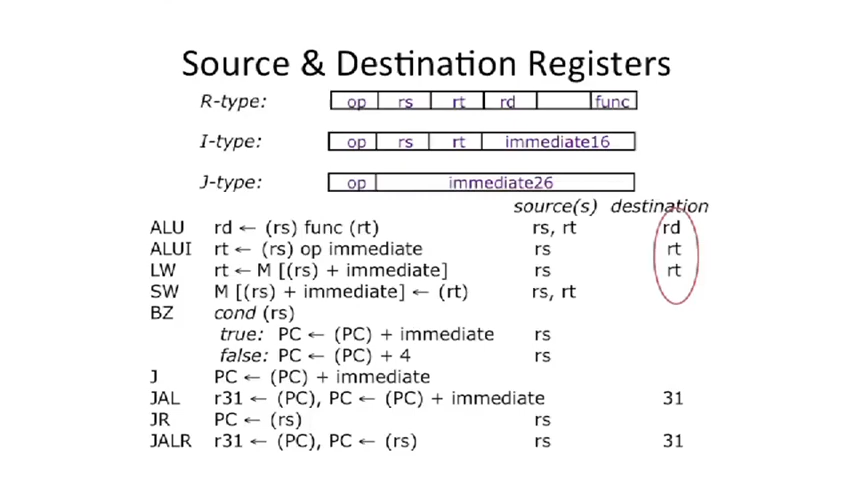 Source & Destination Registers
R-type: op rs rt rd func
I-type: op rs rt immediate16
J-type: op immediate26
source(s) destination
ALU rd ← (rs) func (rt) rs, rt rd
ALUI rt ← (rs) op immediate rs rt
LW rt ← M [(rs) + immediate] rs rt
SW M [(rs) + immediate] ← (rt) rs, rt
BZ cond (rs)
true: PC ← (PC) + immediate rs
false: PC ← (PC) + 4 rs
J PC ← (PC) + immediate
JAL r31 ← (PC), PC ← (PC) + immediate 31
JR PC ← (rs) rs
JALR r31 ← (PC), PC ← (rs) rs 31